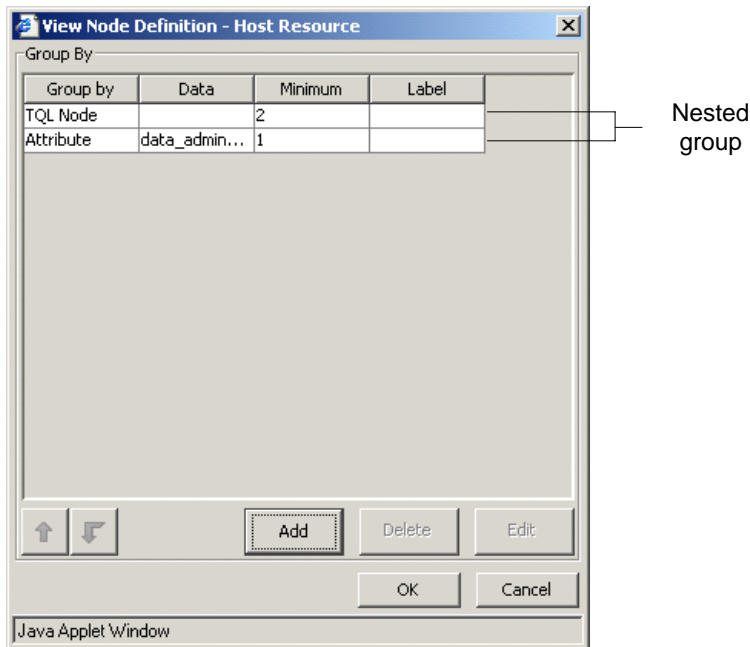 View Node Definition - Host Resource
Group By
Group by Data Minimum Label
TQL Node 2
Attribute data_admin... 1
Nested
group
Add Delete Edit
OK Cancel
Java Applet Window